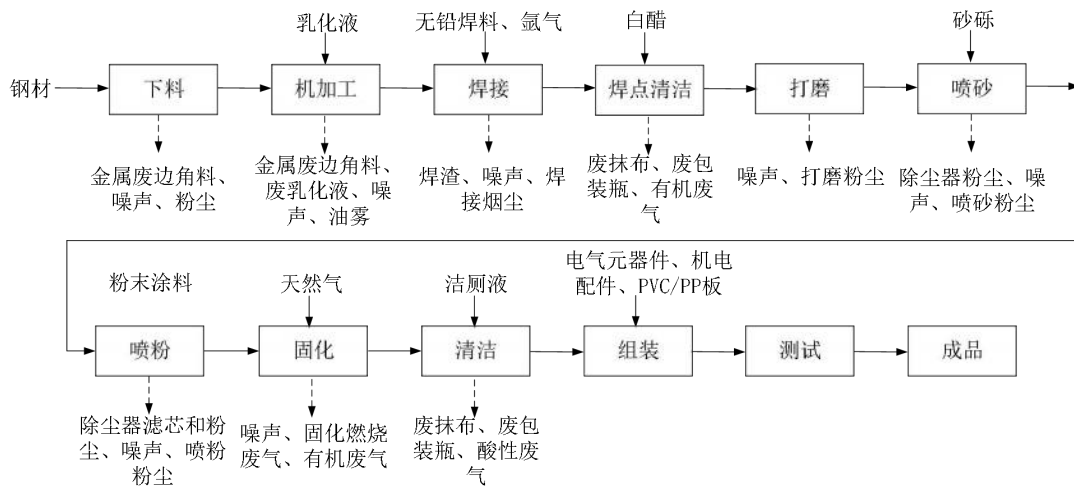 乳化液
无铅焊料、氩气
白醋
砂砾
钢材
下料
机加工
焊接
焊点清洁
打磨
喷砂
金属废边角料、
噪声、粉尘
金属废边角料、
废乳化液、噪
声、油雾
焊渣、噪声、焊
接烟尘
废抹布、废包
装瓶、有机废
气
噪声、打磨粉尘
除尘器粉尘、噪
声、喷砂粉尘
粉末涂料
天然气
洁厕液
电气元器件、机电
配件、PVC/PP板
喷粉
固化
清洁
组装
测试
成品
除尘器滤芯和粉
尘、噪声、喷粉
粉尘
噪声、固化燃烧
废气、有机废气
废抹布、废包
装瓶、酸性废
气